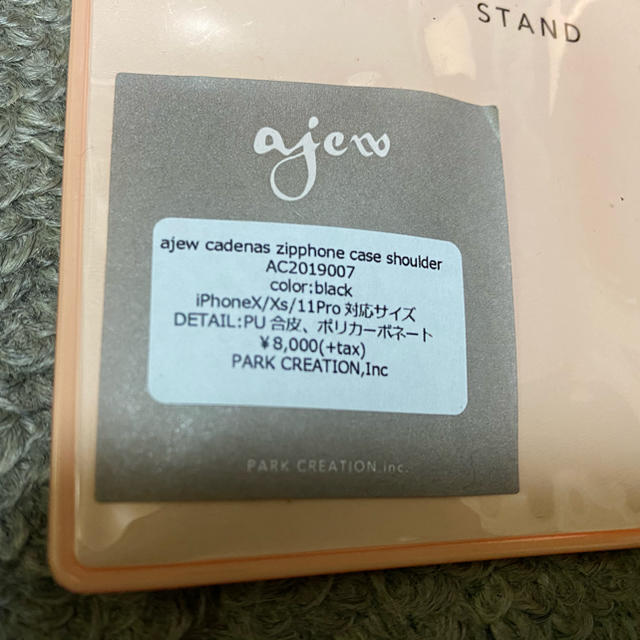 STAND
ajew
ajew cadenas zipphone case shoulder
AC2019007
color:black
iPhoneX/Xs/11Pro 対応サイズ
DETAIL:PU 合皮、ポリカーボネート
¥8,000(+tax)
PARK CREATION,Inc
PARK CREATION inc.